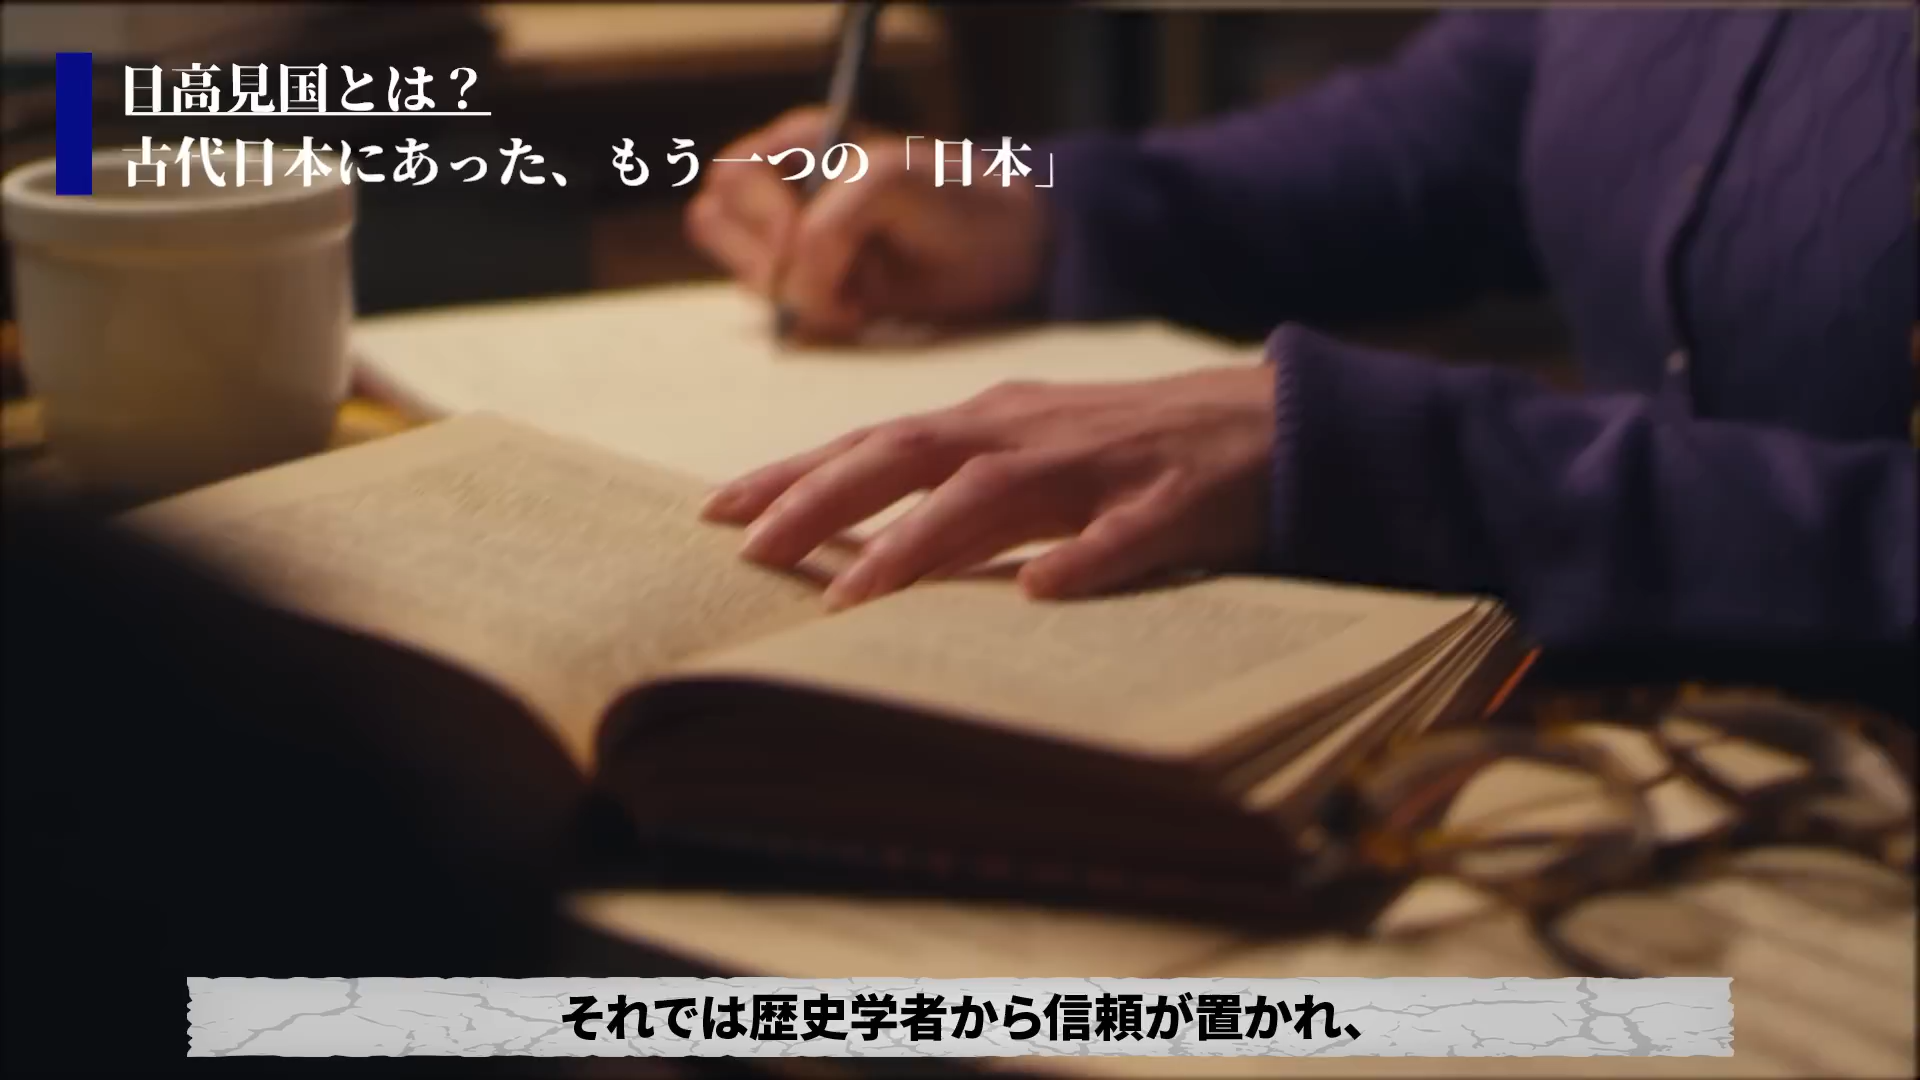 日高見国とは？
古代日本にあった、もう一つの「日本」
それでは歴史学者から信頼が置かれ、